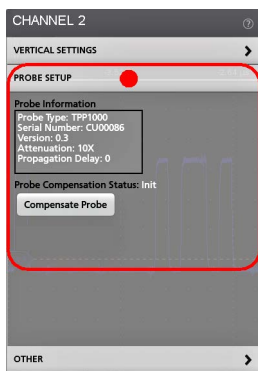 CHANNEL 2
VERTICAL SETTINGS
PROBE SETUP
Probe Information
Probe Type: TPP1000
Serial Number: CU00086
Version: 0.3
Attenuation: 10X
Propagation Delay: 0
Probe Compensation Status: Init
Compensate Probe
OTHER